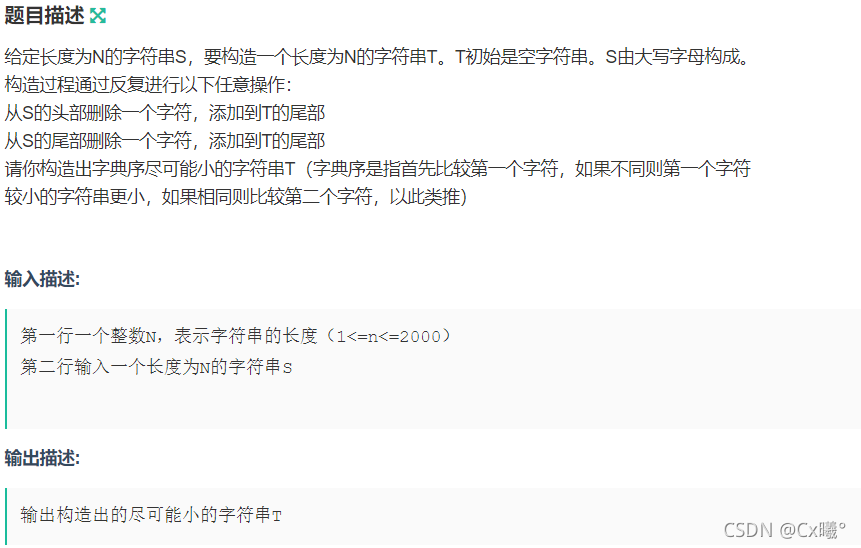 题目描述
给定长度为N的字符串S，要构造一个长度为N的字符串T。T初始是空字符串。S由大写字母构成。
构造过程通过反复进行以下任意操作：
从S的头部删除一个字符，添加到T的尾部
从S的尾部删除一个字符，添加到T的尾部
请你构造出字典序尽可能小的字符串T（字典序是指首先比较第一个字符，如果不同则第一个字符
较小的字符串更小，如果相同则比较第二个字符，以此类推）
输入描述:
第一行一个整数N，表示字符串的长度（1<=n<=2000）
第二行输入一个长度为N的字符串S
输出描述:
输出构造出的尽可能小的字符串T
CSDN @Cx曦°